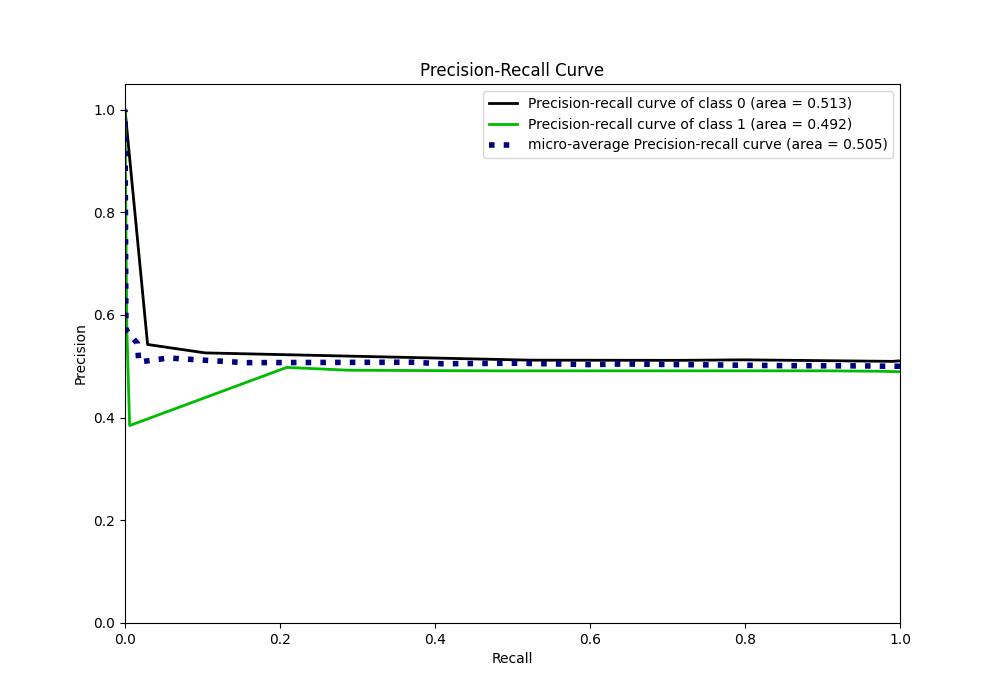 Precision-Recall Curve
Precision-recall curve of class 0 (area = 0.513)
Precision-recall curve of class 1 (area = 0.492)
micro-average Precision-recall curve (area = 0.505)
1.0
0.8
0.6
0.4
0.2
0.0
Precision
0.0 0.2 0.4 0.6 0.8 1.0
Recall